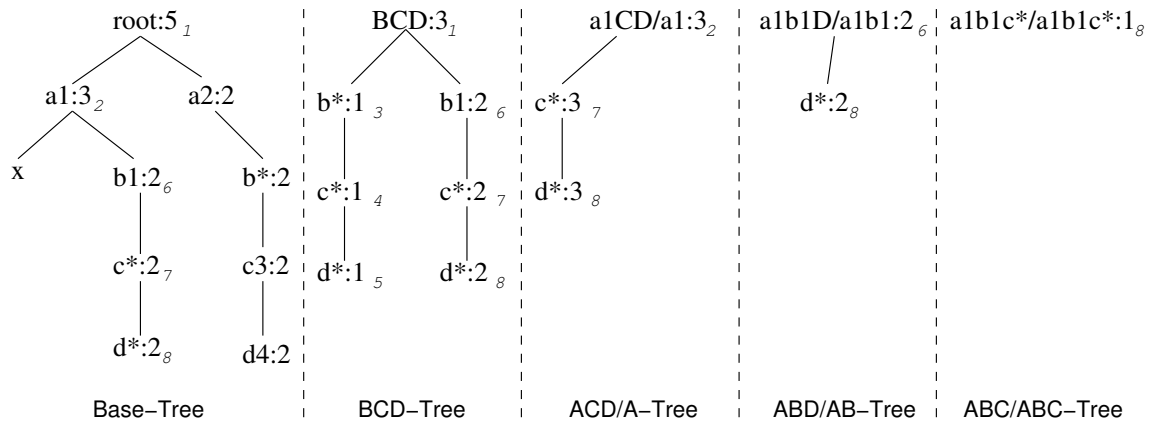 root:5 1
BCD:3 1
a1CD/a1:3 2
a1b1D/a1b1:2 6
a1b1c*/a1b1c*:1 8
a1:3 2
a2:2
b*:1 3
b1:2 6
c*:3 7
d*:2 8
x
b1:2 6
b*:2
c*:1 4
c*:2 7
d*:3 8
c*:2 7
c3:2
d*:1 5
d*:2 8
d*:2 8
d4:2
Base−Tree
BCD−Tree
ACD/A−Tree
ABD/AB−Tree
ABC/ABC−Tree